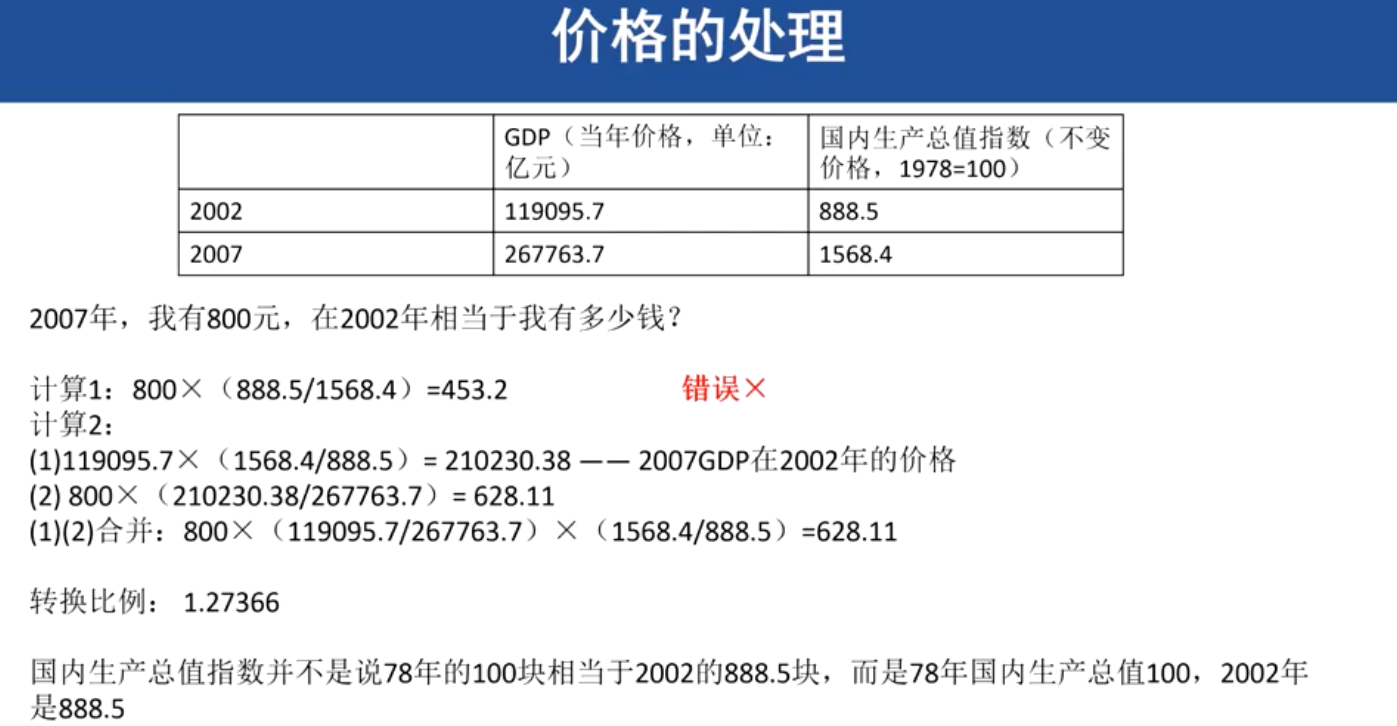 价格的处理
GDP（当年价格，单位：
亿元）
国内生产总值指数（不变
价格，1978=100）
2002
119095.7
888.5
2007
267763.7
1568.4
2007年，我有800元，在2002年相当于我有多少钱？
计算1：800×（888.5/1568.4）=453.2
错误×
计算2：
(1)119095.7×（1568.4/888.5）= 210230.38 —— 2007GDP在2002年的价格
(2) 800×（210230.38/267763.7）= 628.11
(1)(2)合并：800×（119095.7/267763.7）×（1568.4/888.5）=628.11
转换比例： 1.27366
国内生产总值指数并不是说78年的100块相当于2002的888.5块，而是78年国内生产总值100，2002年
是888.5